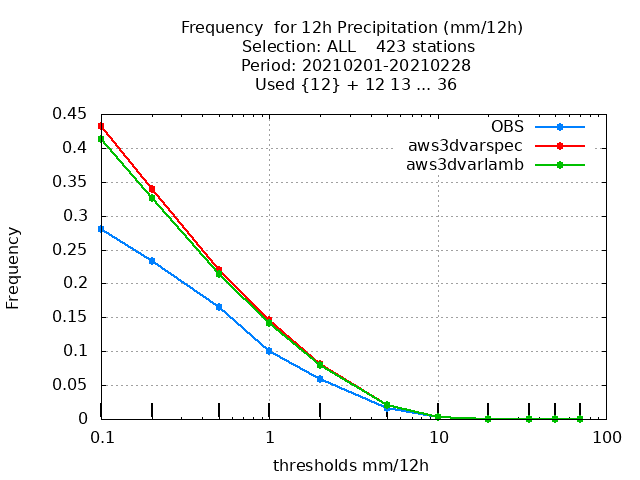 Frequency  for 12h Precipitation (mm/12h)
Selection: ALL    423 stations
Period: 20210201-20210228
Used {12} + 12 13 ... 36
OBS
aws3dvarspec
aws3dvarlamb
Frequency
0.45
0.4
0.35
0.3
0.25
0.2
0.15
0.1
0.05
0
0.1 1 10 100
thresholds mm/12h